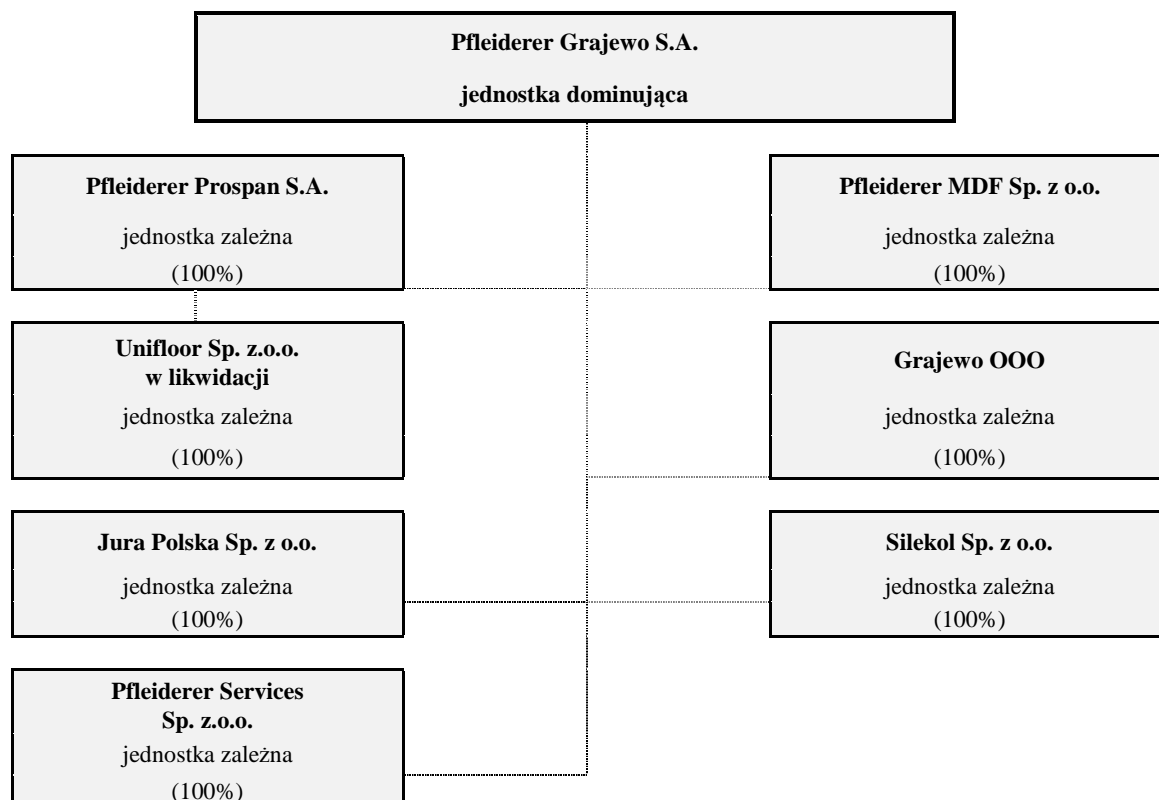 Pfleiderer Grajewo S.A.
jednostka dominująca
Pfleiderer Prospan S.A.
jednostka zależna
(100%)
Pfleiderer MDF Sp. z o.o.
jednostka zależna
(100%)
Unifloor Sp. z.o.o.
w likwidacji
jednostka zależna
(100%)
Grajewo OOO
jednostka zależna
(100%)
Jura Polska Sp. z o.o.
jednostka zależna
(100%)
Silekol Sp. z o.o.
jednostka zależna
(100%)
Pfleiderer Services
Sp. z.o.o.
jednostka zależna
(100%)